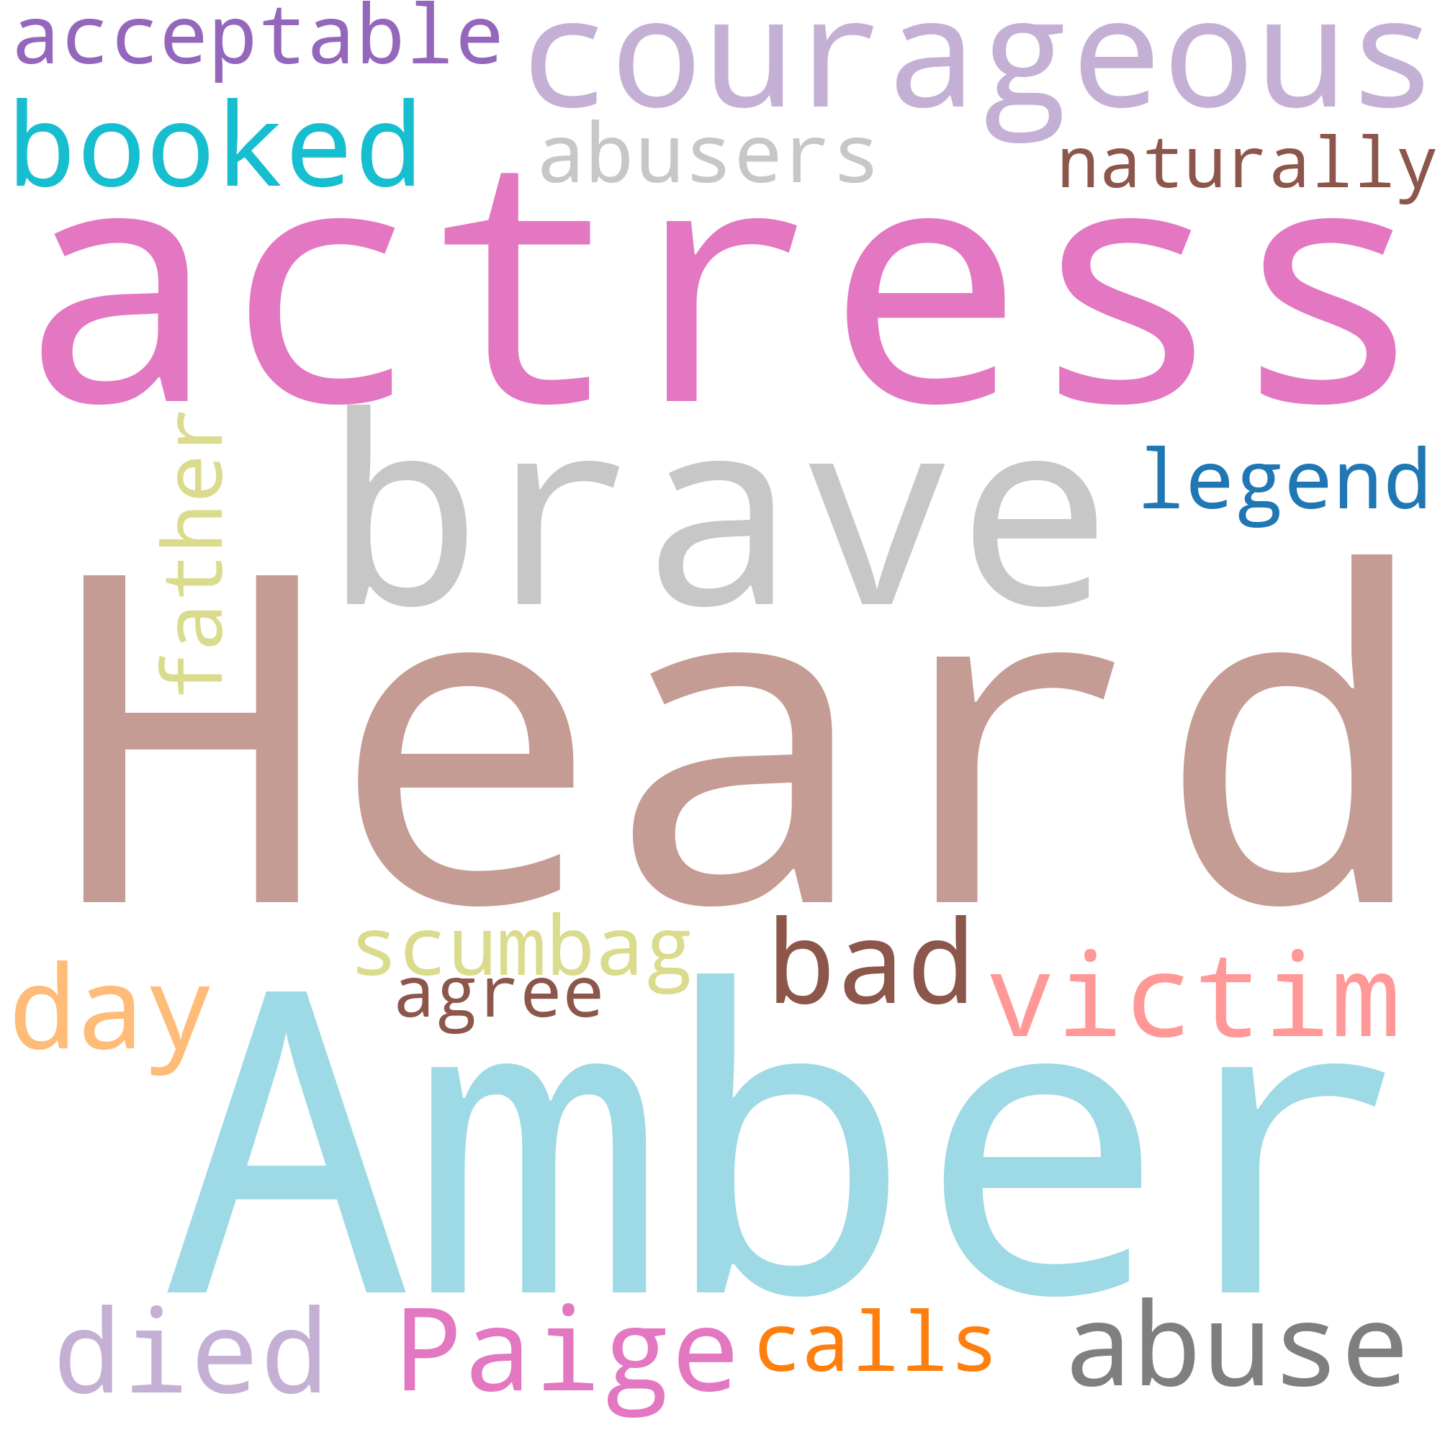 acceptable
courageous
booked
abusers
naturally
actress
father
brave
legend
Heard
scumbag
bad
day
agree
victim
Amber
died
Paige
calls
abuse